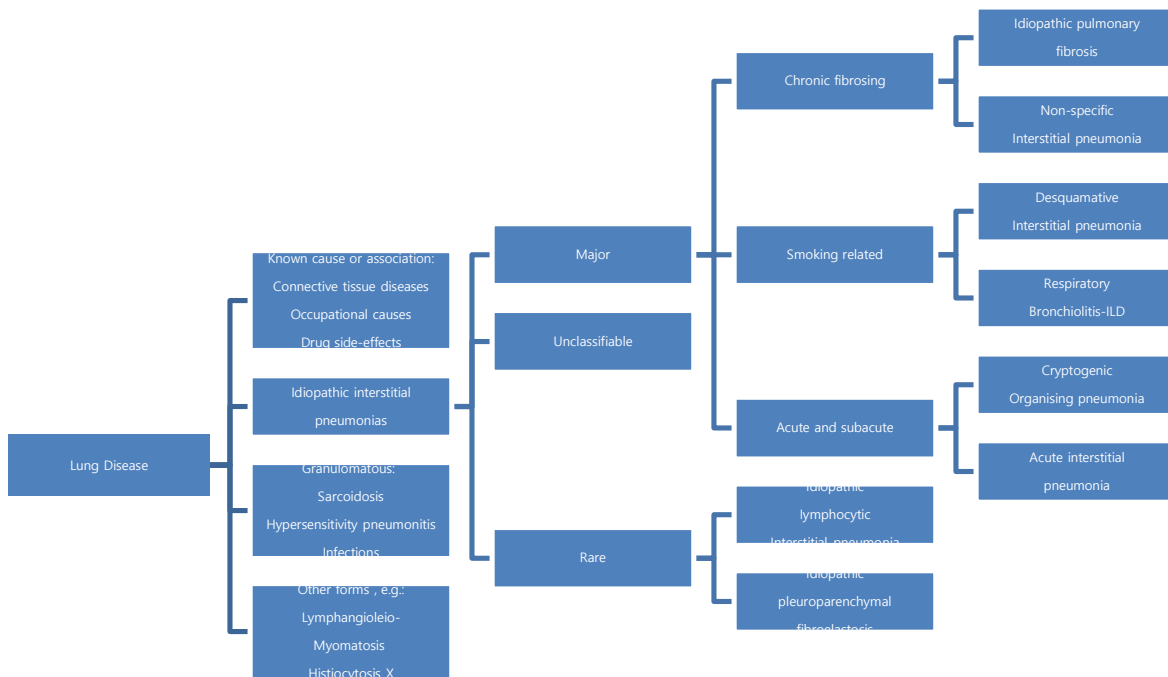 Lung Disease
Known cause or association:
Connective tissue diseases
Occupational causes
Drug side-effects
Idiopathic interstitial
pneumonias
Granulomatous:
Sarcoidosis
Hypersensitivity pneumonitis
Infections
Other forms , e.g.:
Lymphangioleio-
Myomatosis
Histiocytosis X
Major
Unclassifiable
Rare
Chronic fibrosing
Smoking related
Acute and subacute
Idiopathic
lymphocytic
Interstitial pneumonia
Idiopathic
pleuroparenchymal
fibroelastosis
Idiopathic pulmonary
fibrosis
Non-specific
Interstitial pneumonia
Desquamative
Interstitial pneumonia
Respiratory
Bronchiolitis-ILD
Cryptogenic
Organising pneumonia
Acute interstitial
pneumonia